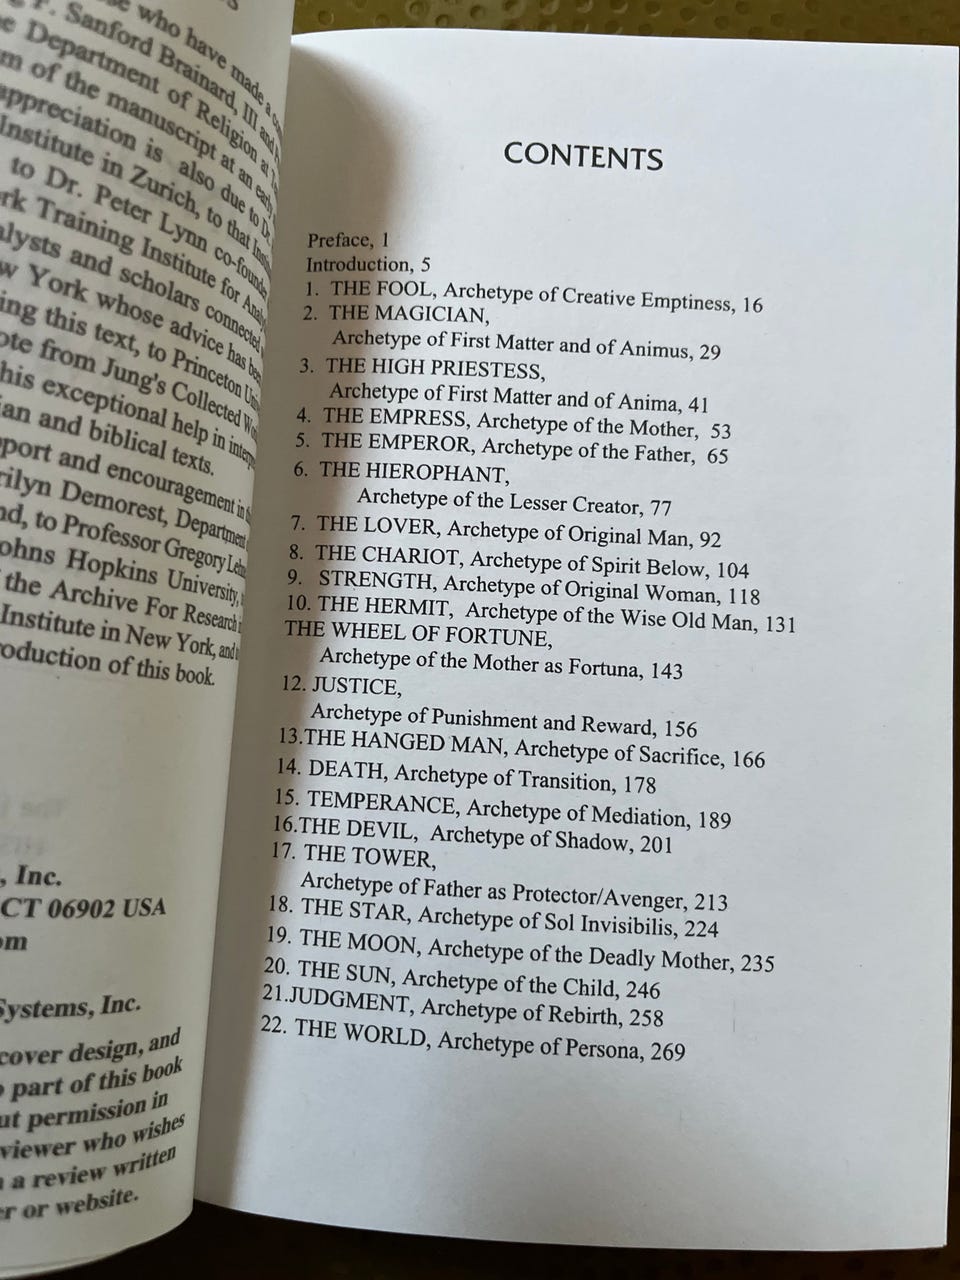 who have made a
F. Sanford Brainard, III and
Department of Religion at
of the manuscript at an early
appreciation is also due to Dr.
Institute in Zurich, to that
to Dr. Peter Lynn
Training Institute for
and scholars connected
York whose advice has
ing this text, to Princeton
from Jung's Collected
his exceptional help in
and biblical texts.
port and encouragement in
Demorest, Department
to Professor Gregory
ohns Hopkins University,
the Archive For Research
Institute in New York, and
roduction of this book.
, Inc.
CT 06902 USA
om
Systems, Inc.
cover design, and
part of this book
ut permission in
viewer who wishes
a review written
er or website.
CONTENTS
Preface, 1
Introduction, 5
1. THE FOOL, Archetype of Creative Emptiness, 16
2. THE MAGICIAN,
Archetype of First Matter and of Animus, 29
3. THE HIGH PRIESTESS,
Archetype of First Matter and of Anima, 41
4. THE EMPRESS, Archetype of the Mother, 53
5. THE EMPEROR, Archetype of the Father, 65
6. THE HIEROPHANT,
Archetype of the Lesser Creator, 77
7. THE LOVER, Archetype of Original Man, 92
8. THE CHARIOT, Archetype of Spirit Below, 104
9. STRENGTH, Archetype of Original Woman, 118
10. THE HERMIT, Archetype of the Wise Old Man, 131
THE WHEEL OF FORTUNE,
Archetype of the Mother as Fortuna, 143
12. JUSTICE,
Archetype of Punishment and Reward, 156
13.THE HANGED MAN, Archetype of Sacrifice, 166
14. DEATH, Archetype of Transition, 178
15. TEMPERANCE, Archetype of Mediation, 189
16.THE DEVIL, Archetype of Shadow, 201
17. THE TOWER,
Archetype of Father as Protector/Avenger, 213
18. THE STAR, Archetype of Sol Invisibilis, 224
19. THE MOON, Archetype of the Deadly Mother, 235
20. THE SUN, Archetype of the Child, 246
21.JUDGMENT, Archetype of Rebirth, 258
22. THE WORLD, Archetype of Persona, 269